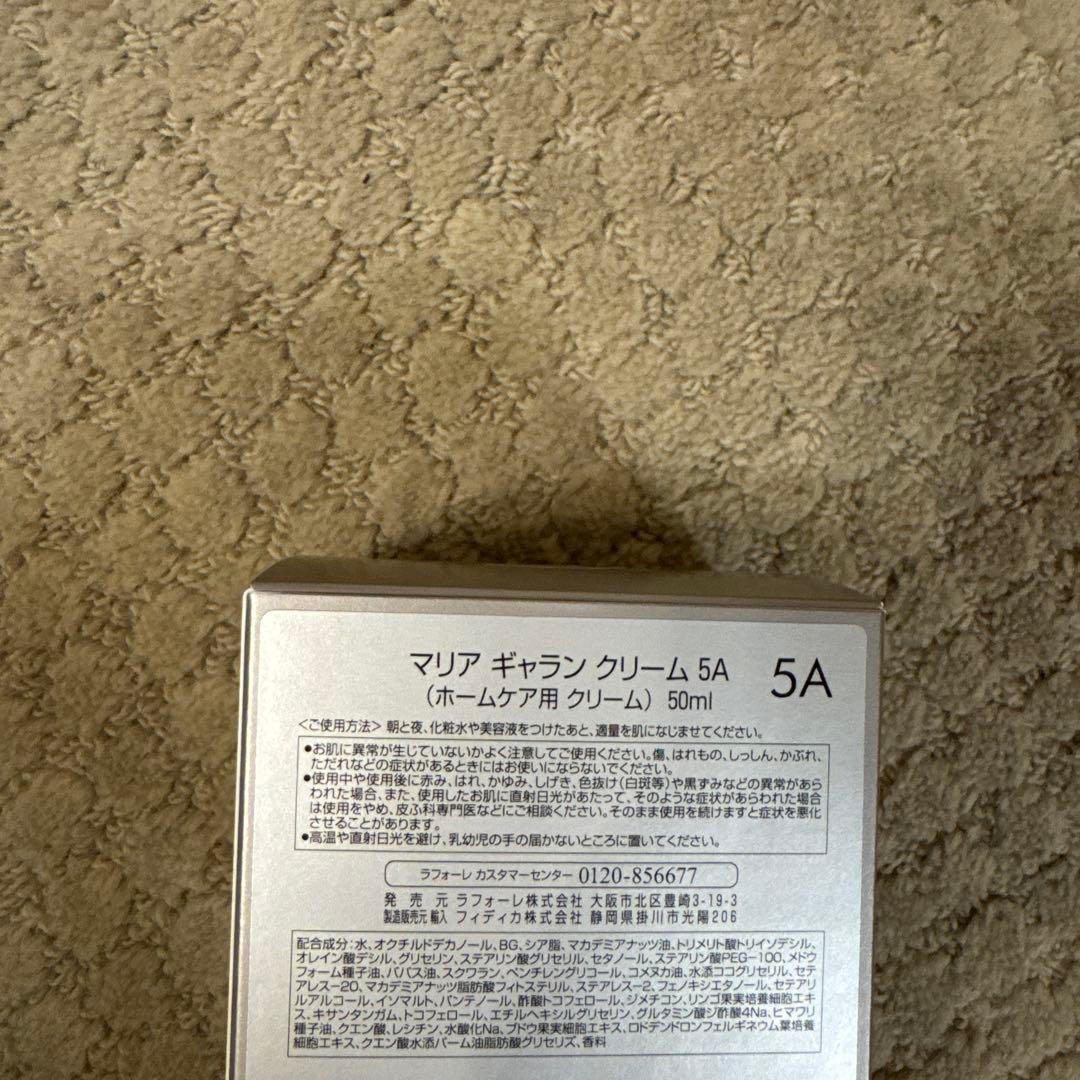 マリア ギャラン クリーム 5A
5A
（ホームケア用 クリーム） 50ml
＜ご使用方法＞ 朝と夜、化粧水や美容液をつけたあと、適量を肌になじませてください。
●お肌に異常が生じていないかよく注意してご使用ください。傷、はれもの、しっしん、かぶれ、
ただれなどの症状があるときにはお使いにならないでください。
●使用中や使用後に赤み、はれ、かゆみ、しげき、色抜け（白斑等）や黒ずみなどの異常があら
われた場合、また、使用したお肌に直射日光があたって、そのような症状があらわれた場合
は使用をやめ、皮ふ科専門医などにご相談ください。そのまま使用を続けますと症状を悪化
させることがあります。
●高温や直射日光を避け、乳幼児の手の届かないところに置いてください。
ラフォーレ カスタマーセンター 0120-856677
発 売 元 ラフォーレ株式会社 大阪市北区豊崎3-19-3
製造販売元 輸入 フィディカ株式会社 静岡県掛川市光陽206
配合成分：水、オクチルドデカノール、BG、シア脂、マカデミアナッツ油、トリメリト酸トリイソデシル、
オレイン酸デシル、グリセリン、ステアリン酸グリセリル、セタノール、ステアリン酸PEG-100、メドウ
フォーム種子油、ババス油、スクワラン、ペンチレングリコール、コメヌカ油、水添ココグリセリル、セテ
アレス-20、マカデミアナッツ脂肪酸フィトステリル、ステアレス-2、フェノキシエタノール、セテアリ
ルアルコール、イソマルト、パンテノール、酢酸トコフェロール、ジメチコン、リンゴ果実培養細胞エキ
ス、キサンタンガム、トコフェロール、エチルヘキシルグリセリン、グルタミン酸ジ酢酸4Na、ヒマワリ
種子油、クエン酸、レシチン、水酸化Na、ブドウ果実細胞エキス、ロドデンドロンフェルギネウム葉培養
細胞エキス、クエン酸水添パーム油脂肪酸グリセリズ、香料